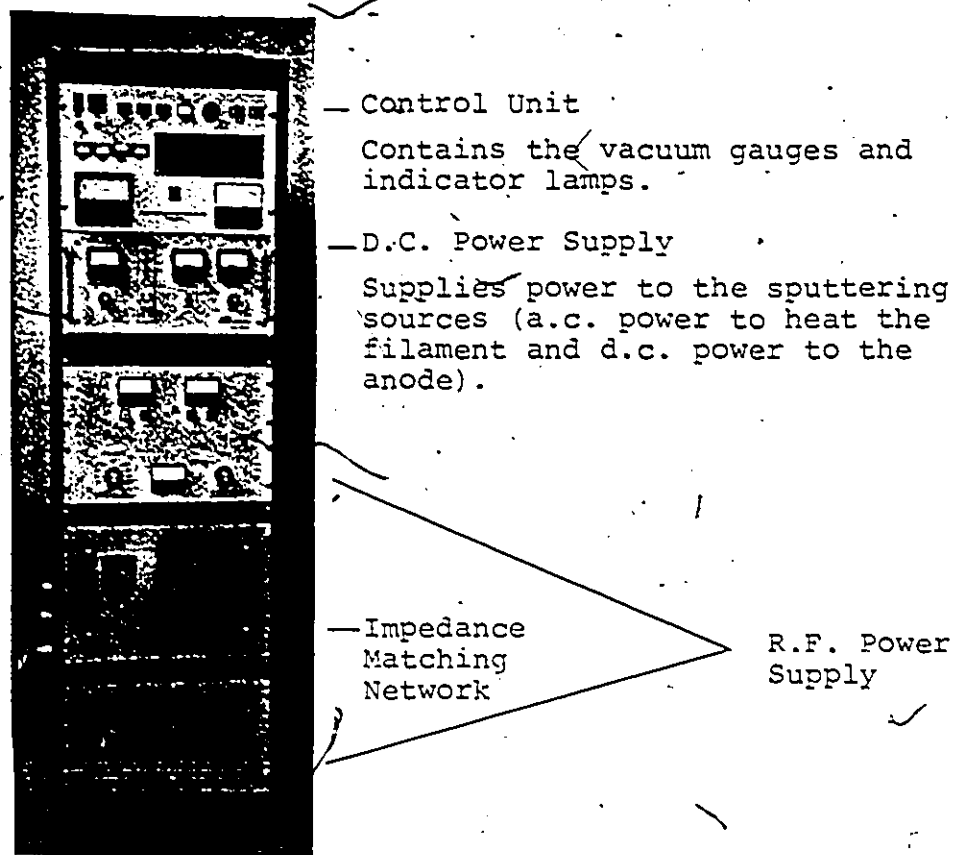 Control Unit
Contains the vacuum gauges and
indicator lamps.
D.C. Power Supply
Supplies power to the sputtering
sources (a.c. power to heat the
filament and d.c. power to the
anode).
Impedance
Matching
Network
R.F. Power
Supply